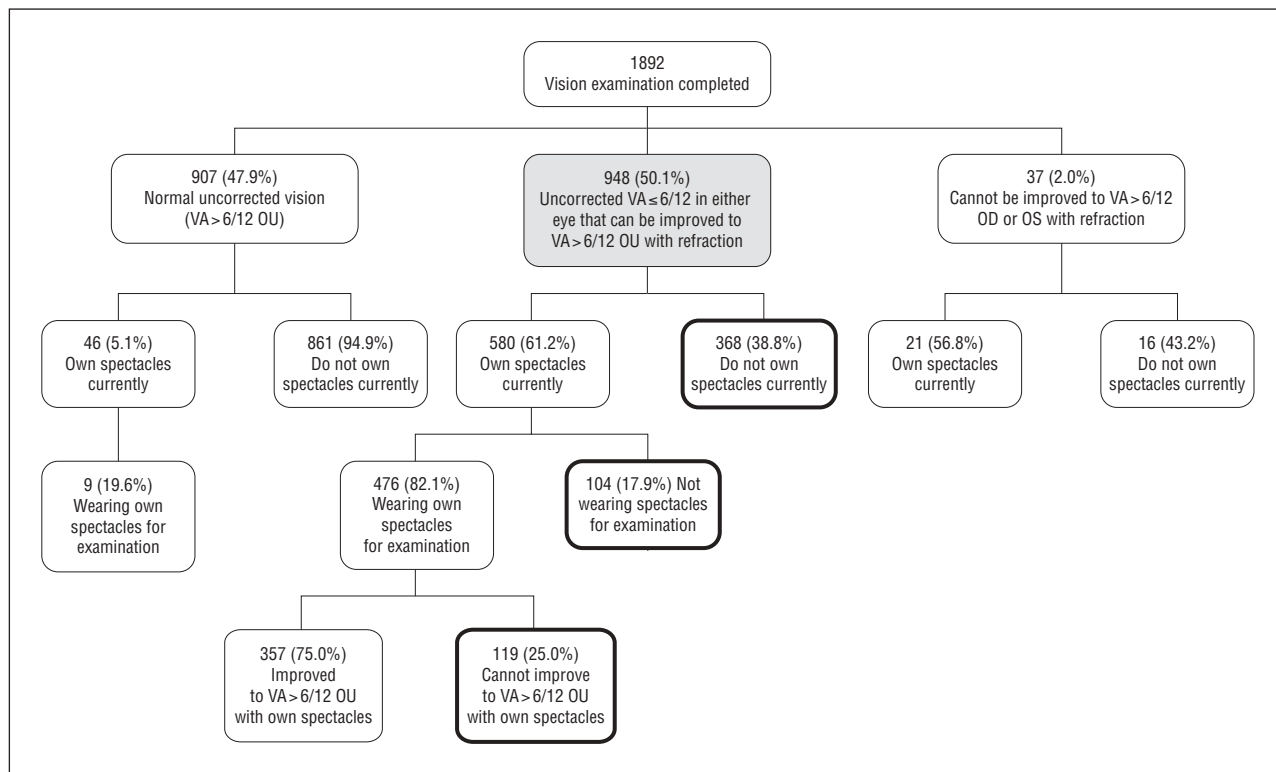 1892
Vision examination completed
907 (47.9%)
Normal uncorrected vision
(VA > 6/12 OU)
948 (50.1%)
Uncorrected VA ≤ 6/12 in either
eye that can be improved to
VA > 6/12 OU with refraction
37 (2.0%)
Cannot be improved to VA > 6/12
OD or OS with refraction
46 (5.1%)
Own spectacles
currently
861 (94.9%)
Do not own
spectacles currently
580 (61.2%)
Own spectacles
currently
368 (38.8%)
Do not own
spectacles currently
21 (56.8%)
Own spectacles
currently
16 (43.2%)
Do not own
spectacles currently
9 (19.6%)
Wearing own
spectacles for
examination
476 (82.1%)
Wearing own
spectacles
for examination
104 (17.9%) Not
wearing spectacles
for examination
357 (75.0%)
Improved
to VA > 6/12 OU
with own spectacles
119 (25.0%)
Cannot improve
to VA > 6/12 OU
with own spectacles